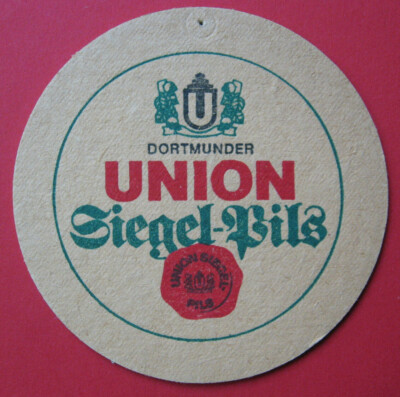 U
DORTMUNDER
UNION
Siegel-Pils
UNION SIEGEL-
PILS